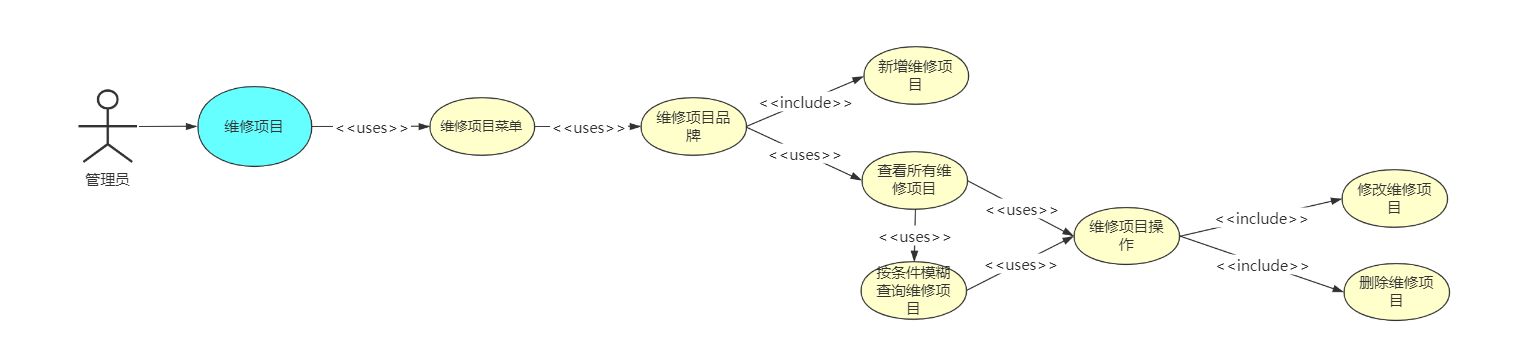 管理员
维修项目
<<uses>>
维修项目菜单
<<uses>>
维修项目品
牌
<<include>>
新增维修项
目
<<uses>>
查看所有维
修项目
<<uses>>
按条件模糊
查询维修项
目
<<uses>>
<<uses>>
维修项目操
作
<<include>>
修改维修项
目
<<include>>
删除维修项
目